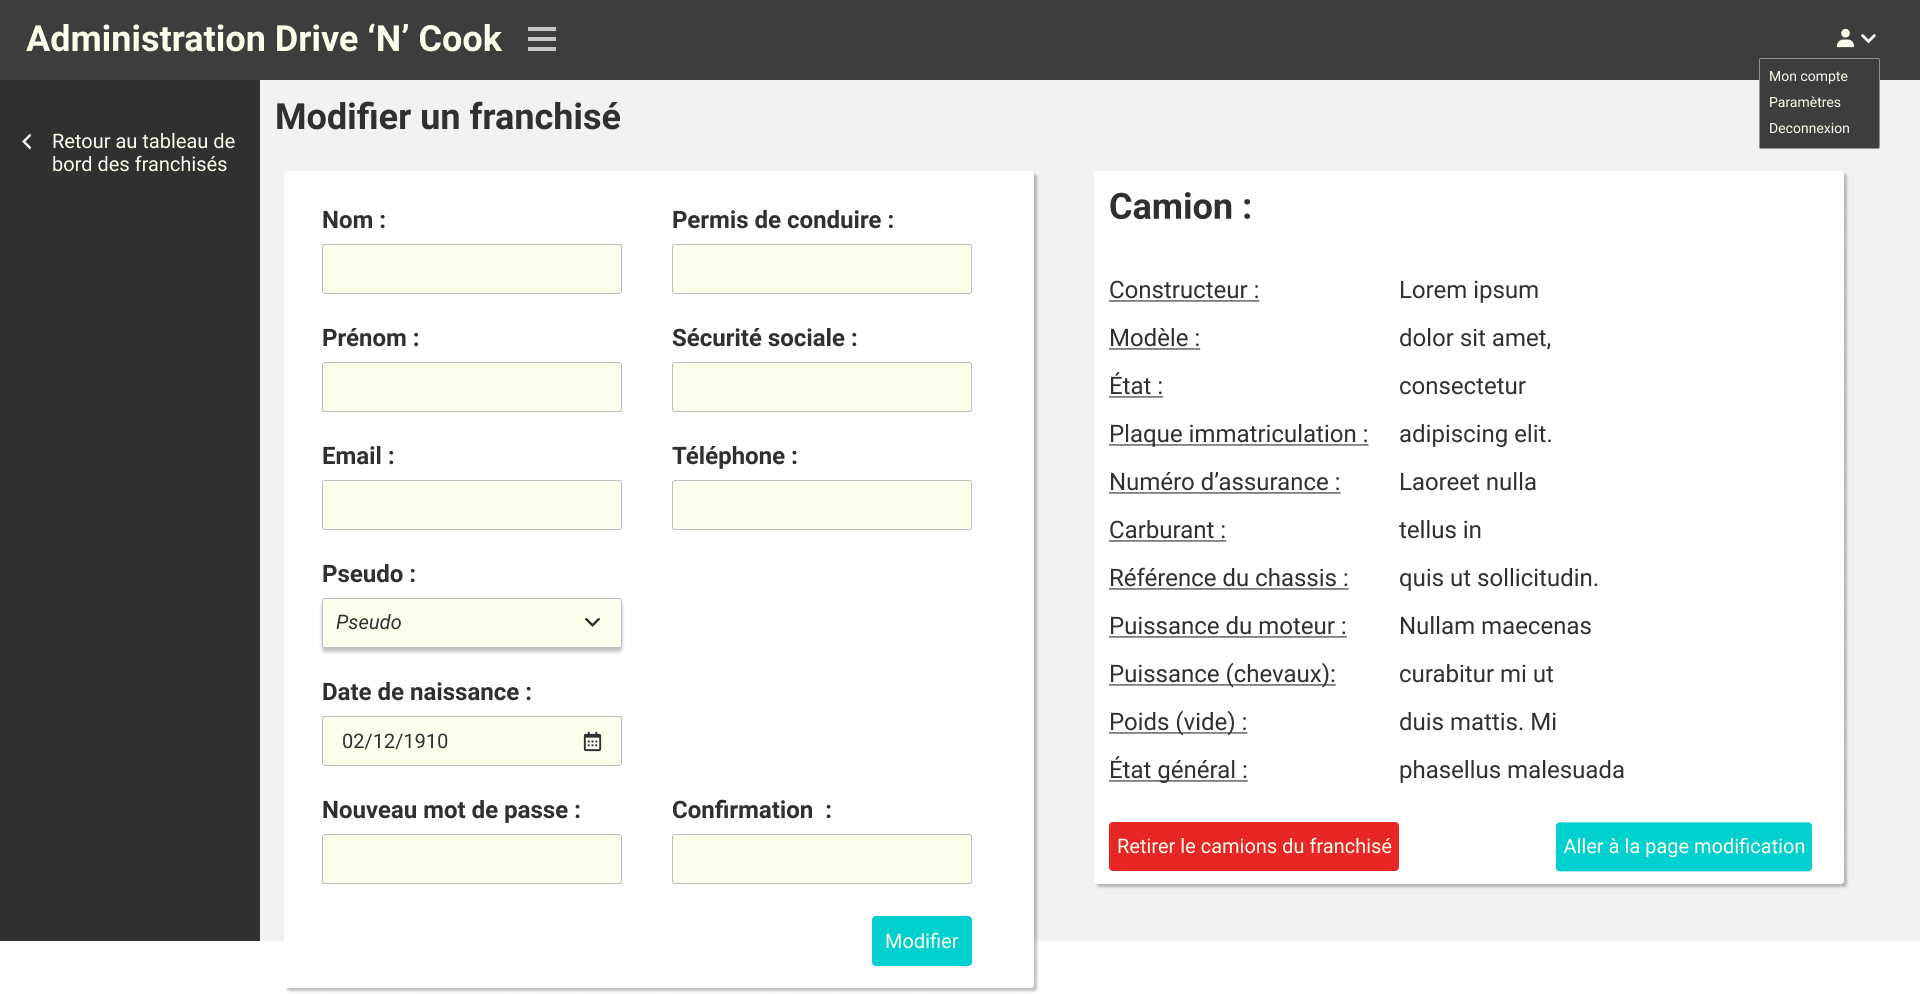 Administration Drive ‘N’ Cook
Mon compte
Paramètres
Deconnexion
Retour au tableau de
bord des franchisés
Modifier un franchisé
Nom :
Permis de conduire :
Prénom :
Sécurité sociale :
Email :
Téléphone :
Pseudo :
Pseudo
Date de naissance :
02/12/1910
Nouveau mot de passe :
Confirmation  :
Modifier
Camion :
Constructeur : Lorem ipsum
Modèle : dolor sit amet,
État : consectetur
Plaque immatriculation : adipiscing elit.
Numéro d’assurance : Laoreet nulla
Carburant : tellus in
Référence du chassis : quis ut sollicitudin.
Puissance du moteur : Nullam maecenas
Puissance (chevaux): curabitur mi ut
Poids (vide) : duis mattis. Mi
État général : phasellus malesuada
Retirer le camions du franchisé
Aller à la page modification